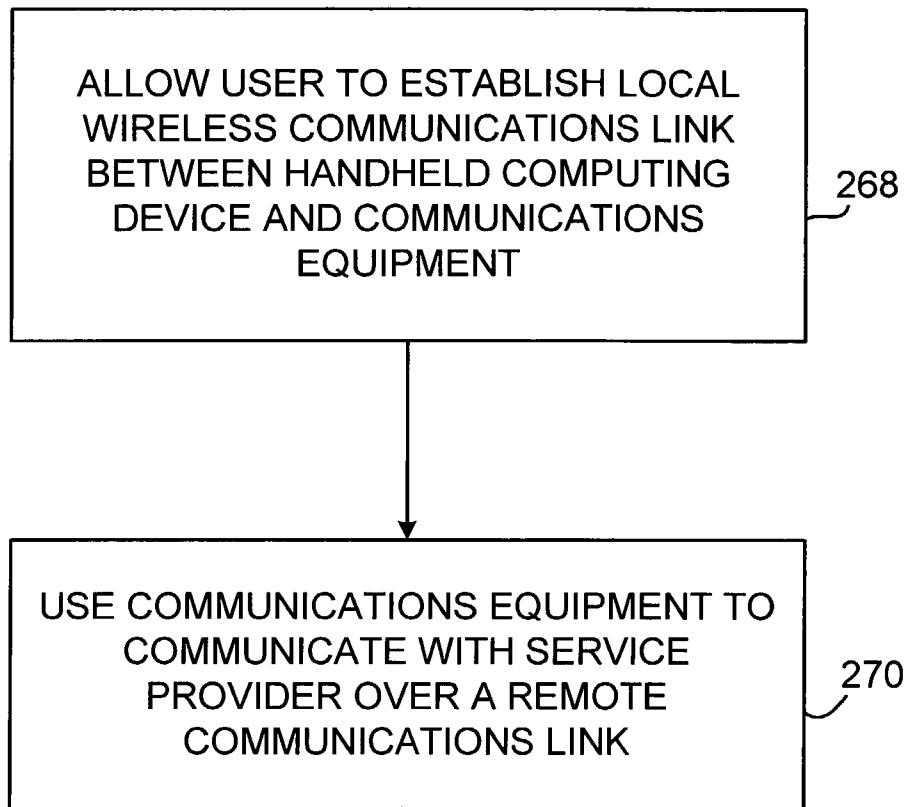 ALLOW USER TO ESTABLISH LOCAL
WIRELESS COMMUNICATIONS LINK
BETWEEN HANDHELD COMPUTING
DEVICE AND COMMUNICATIONS
EQUIPMENT
268
USE COMMUNICATIONS EQUIPMENT TO
COMMUNICATE WITH SERVICE
PROVIDER OVER A REMOTE
COMMUNICATIONS LINK
270